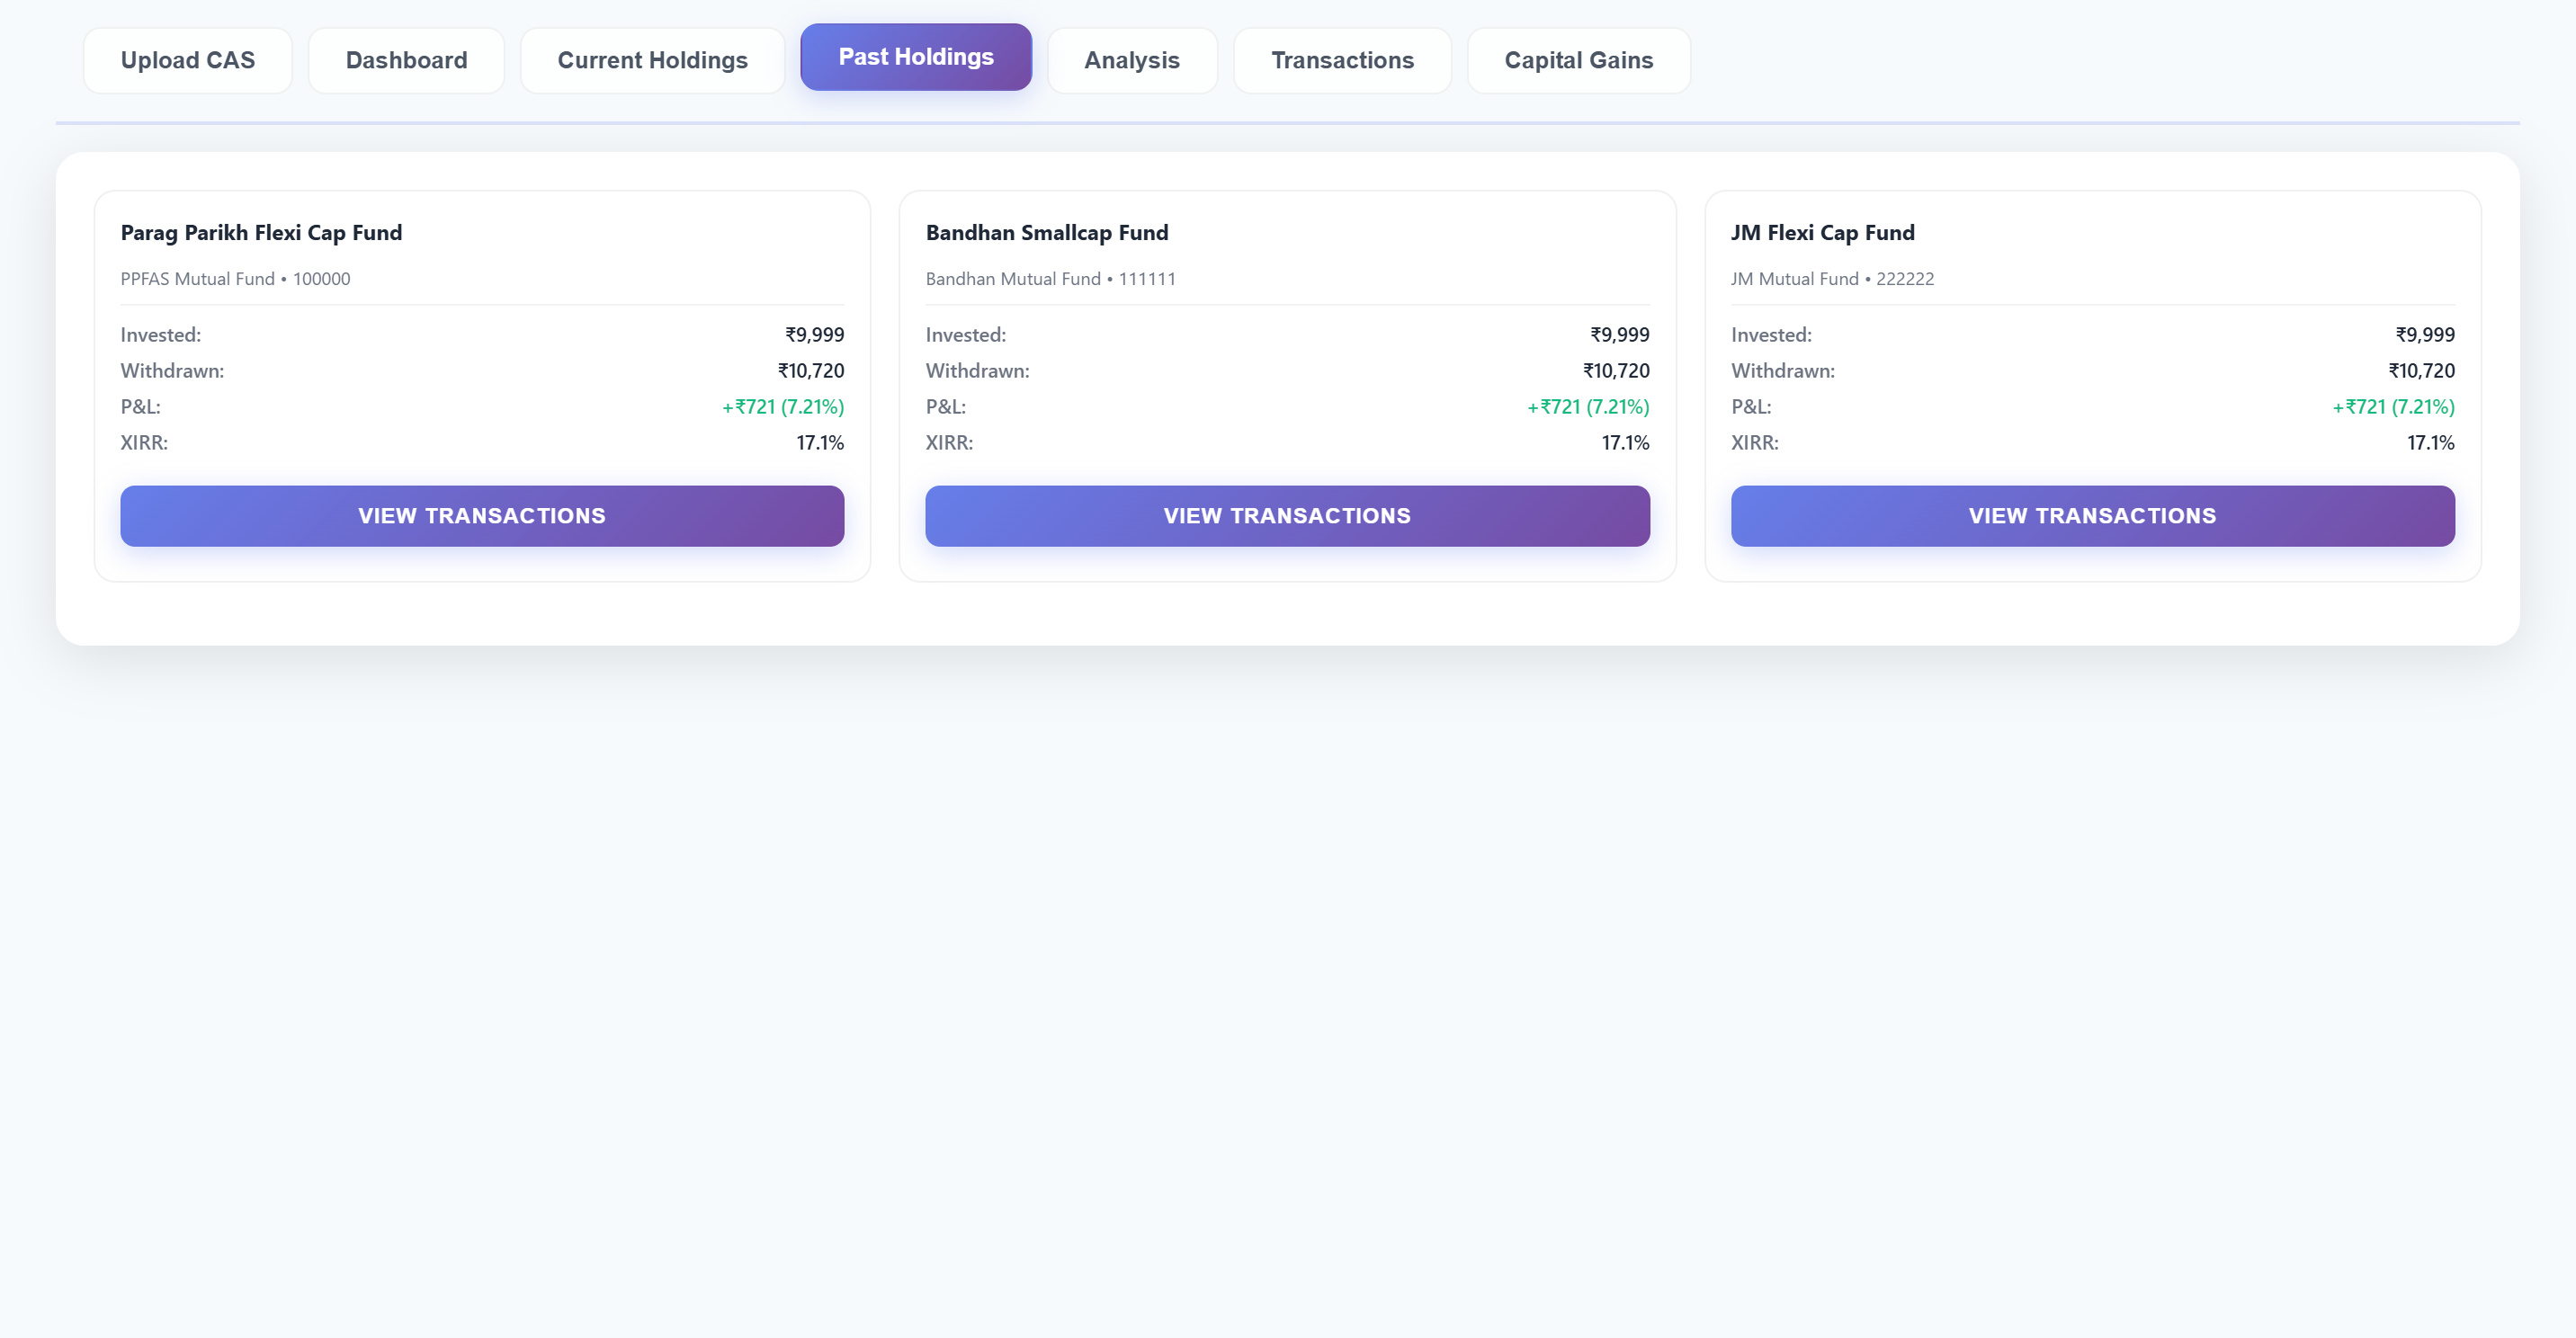 Upload CAS
Dashboard
Current Holdings
Past Holdings
Analysis
Transactions
Capital Gains
Parag Parikh Flexi Cap Fund
PPFAS Mutual Fund • 100000
Invested: ₹9,999
Withdrawn: ₹10,720
P&L: +₹721 (7.21%)
XIRR: 17.1%
VIEW TRANSACTIONS
Bandhan Smallcap Fund
Bandhan Mutual Fund • 111111
Invested: ₹9,999
Withdrawn: ₹10,720
P&L: +₹721 (7.21%)
XIRR: 17.1%
VIEW TRANSACTIONS
JM Flexi Cap Fund
JM Mutual Fund • 222222
Invested: ₹9,999
Withdrawn: ₹10,720
P&L: +₹721 (7.21%)
XIRR: 17.1%
VIEW TRANSACTIONS